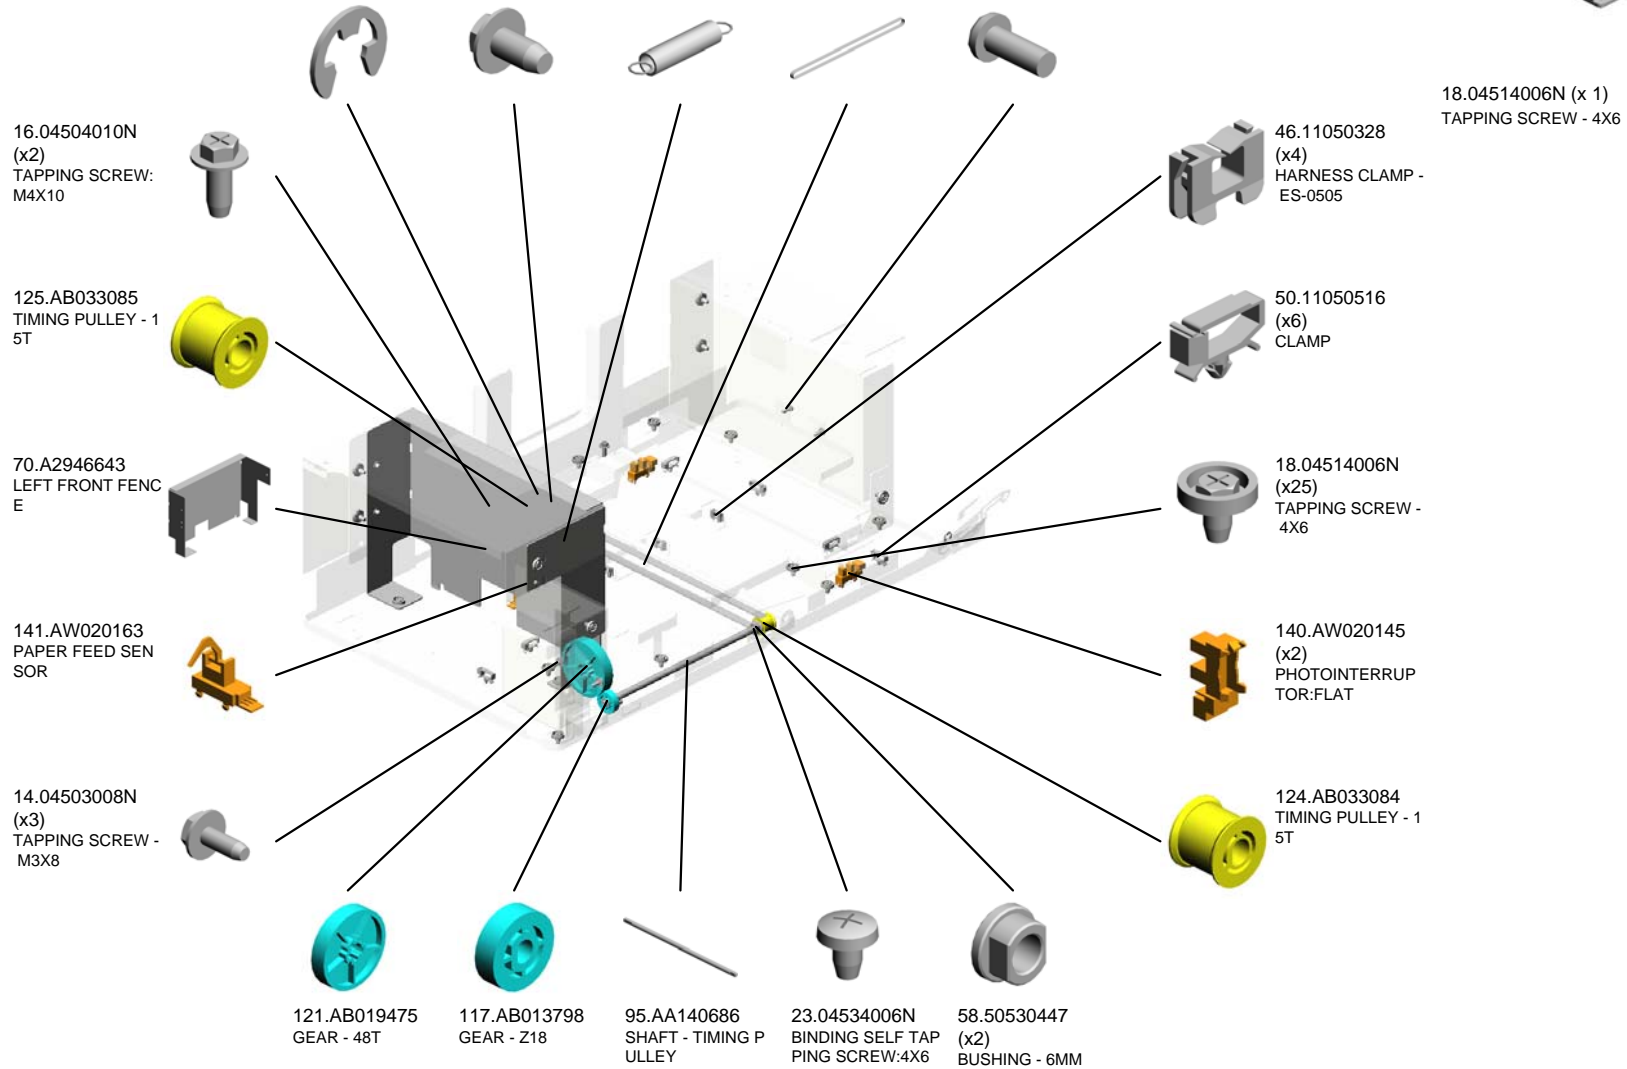 18.04514006N (x 1)
TAPPING SCREW - 4X6
16.04504010N
(x2)
TAPPING SCREW:
M4X10
125.AB033085
TIMING PULLEY - 1
5T
70.A2946643
LEFT FRONT FENC
E
141.AW020163
PAPER FEED SEN
SOR
14.04503008N
(x3)
TAPPING SCREW -
M3X8
46.11050328
(x4)
HARNESS CLAMP -
ES-0505
50.11050516
(x6)
CLAMP
18.04514006N
(x25)
TAPPING SCREW -
4X6
140.AW020145
(x2)
PHOTOINTERRUP
TOR:FLAT
124.AB033084
TIMING PULLEY - 1
5T
121.AB019475
GEAR - 48T
117.AB013798
GEAR - Z18
95.AA140686
SHAFT - TIMING P
ULLEY
23.04534006N
BINDING SELF TAP
PING SCREW:4X6
58.50530447
(x2)
BUSHING - 6MM